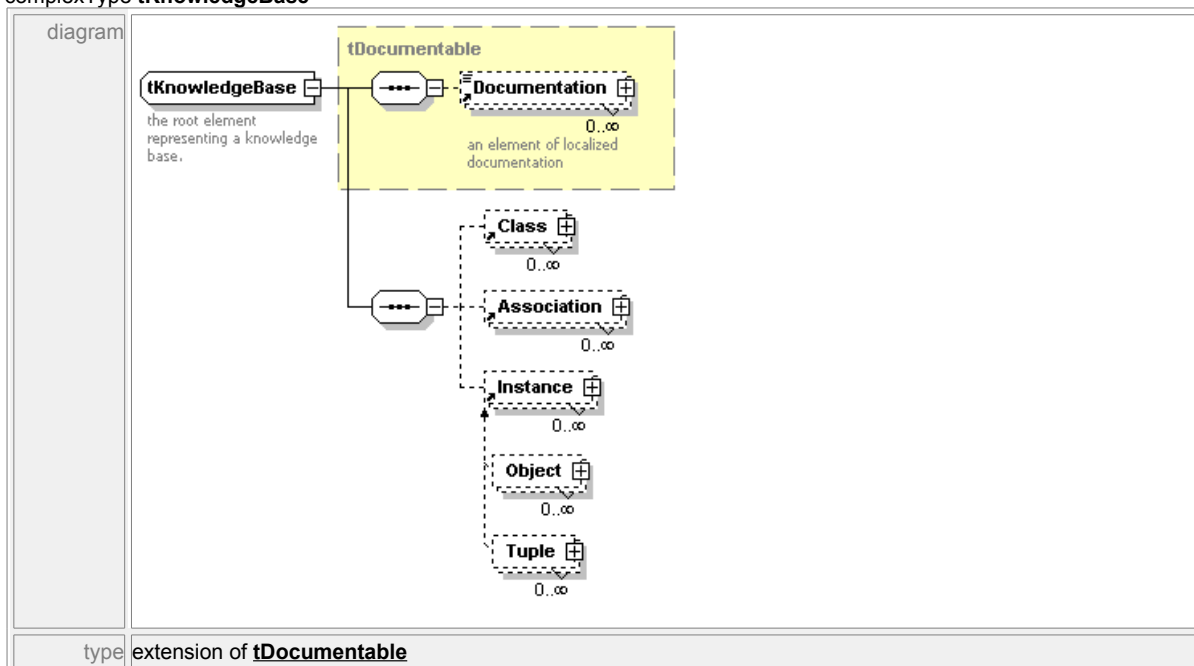 complexType tKnowledgeBase
diagram
tDocumentable
tKnowledgeBase
Documentation
0..∞
the root element
representing a knowledge
base.
an element of localized
documentation
Class
0..∞
Association
0..∞
Instance
0..∞
Object
0..∞
Tuple
0..∞
type extension of tDocumentable